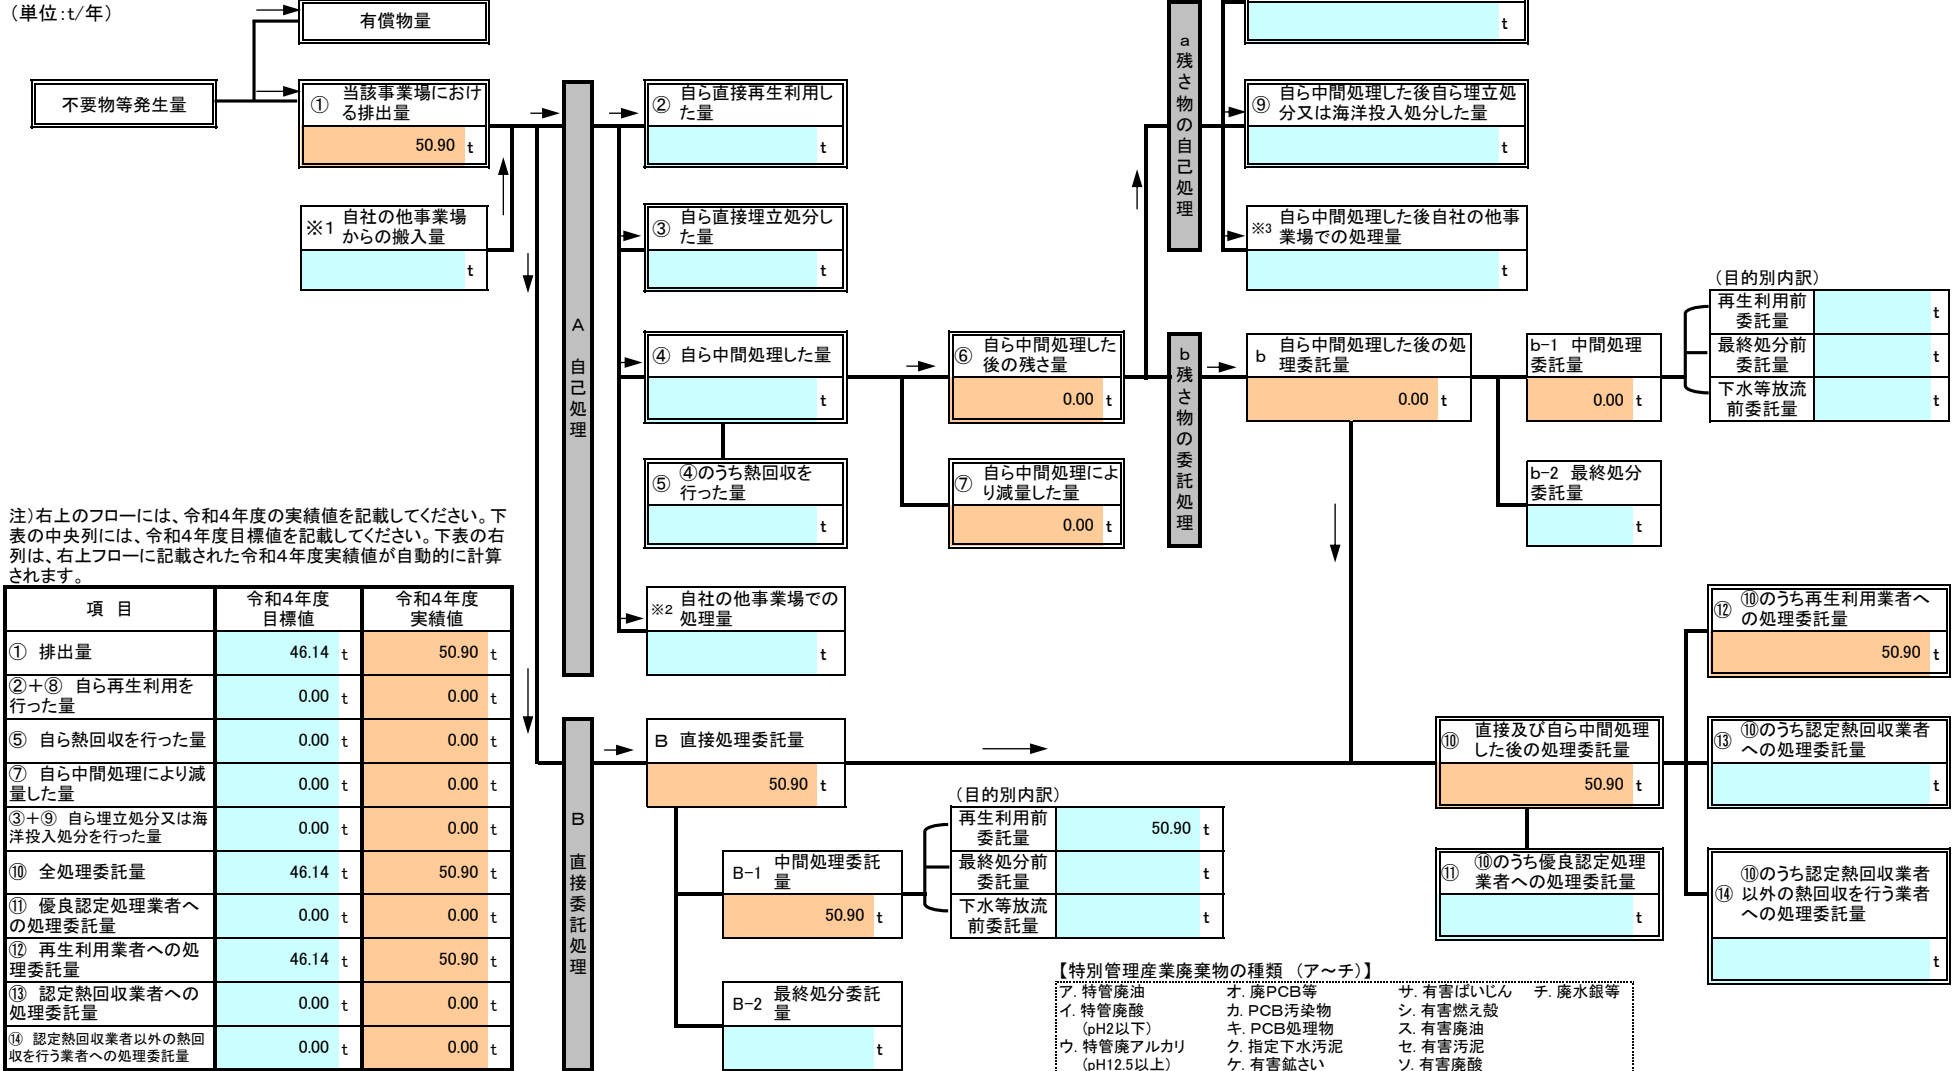 (単位:t/年)
有償物量
不要物等発生量
① 当該事業場におけ
る排出量
50.90 t
※1 自社の他事業場
からの搬入量
t
A 自己処理
② 自ら直接再生利用し
た量
t
③ 自ら直接埋立処分し
た量
t
④ 自ら中間処理した量
t
⑤ ④のうち熱回収を
行った量
t
※2 自社の他事業場での
処理量
t
⑥ 自ら中間処理した
後の残さ量
0.00 t
⑦ 自ら中間処理によ
り減量した量
0.00 t
a 残さ物の自己処理
t
⑨ 自ら中間処理した後自ら埋立処
分又は海洋投入処分した量
t
※3 自ら中間処理した後自社の他事
業場での処理量
t
b 残さ物の委託処理
b 自ら中間処理した後の処
理委託量
0.00 t
b-1 中間処理
委託量
0.00 t
b-2 最終処分
委託量
t
(目的別内訳)
再生利用前
委託量
t
最終処分前
委託量
t
下水等放流
前委託量
t
注)右上のフローには、令和4年度の実績値を記載してください。下
表の中央列には、令和4年度目標値を記載してください。下表の右
列は、右上フローに記載された令和4年度実績値が自動的に計算
されます。
項 目 令和4年度 目標値 令和4年度 実績値
① 排出量 46.14 t 50.90 t
②+⑧ 自ら再生利用を
行った量 0.00 t 0.00 t
⑤ 自ら熱回収を行った量 0.00 t 0.00 t
⑦ 自ら中間処理により減
量した量 0.00 t 0.00 t
③+⑨ 自ら埋立処分又は海
洋投入処分を行った量 0.00 t 0.00 t
⑩ 全処理委託量 46.14 t 50.90 t
⑪ 優良認定処理業者へ
の処理委託量 0.00 t 0.00 t
⑫ 再生利用業者への処
理委託量 46.14 t 50.90 t
⑬ 認定熱回収業者への
処理委託量 0.00 t 0.00 t
⑭ 認定熱回収業者以外の熱回
収を行う業者への処理委託量 0.00 t 0.00 t
B 直接委託処理
B 直接処理委託量
50.90 t
B-1 中間処理委託
量
50.90 t
B-2 最終処分委託
量
t
(目的別内訳)
再生利用前
委託量
50.90 t
最終処分前
委託量
t
下水等放流
前委託量
t
⑩ 直接及び自ら中間処理
した後の処理委託量
50.90 t
⑪ ⑩のうち優良認定処理
業者への処理委託量
t
⑫ ⑩のうち再生利用業者へ
の処理委託量
50.90 t
⑬ ⑩のうち認定熱回収業者
への処理委託量
t
⑭ ⑩のうち認定熱回収業者
以外の熱回収を行う業者
への処理委託量
t
【特別管理産業廃棄物の種類 (ア~チ)】
ア. 特管廃油 オ. 廃PCB等 サ. 有害ばいじん チ. 廃水銀等
イ. 特管廃酸 カ. PCB汚染物 シ. 有害燃え殻
(pH2以下) キ. PCB処理物 ス. 有害廃油
ウ. 特管廃アルカリ ク. 指定下水汚泥 セ. 有害汚泥
(pH12.5以上) ケ. 有害鉱さい ソ. 有害廃酸